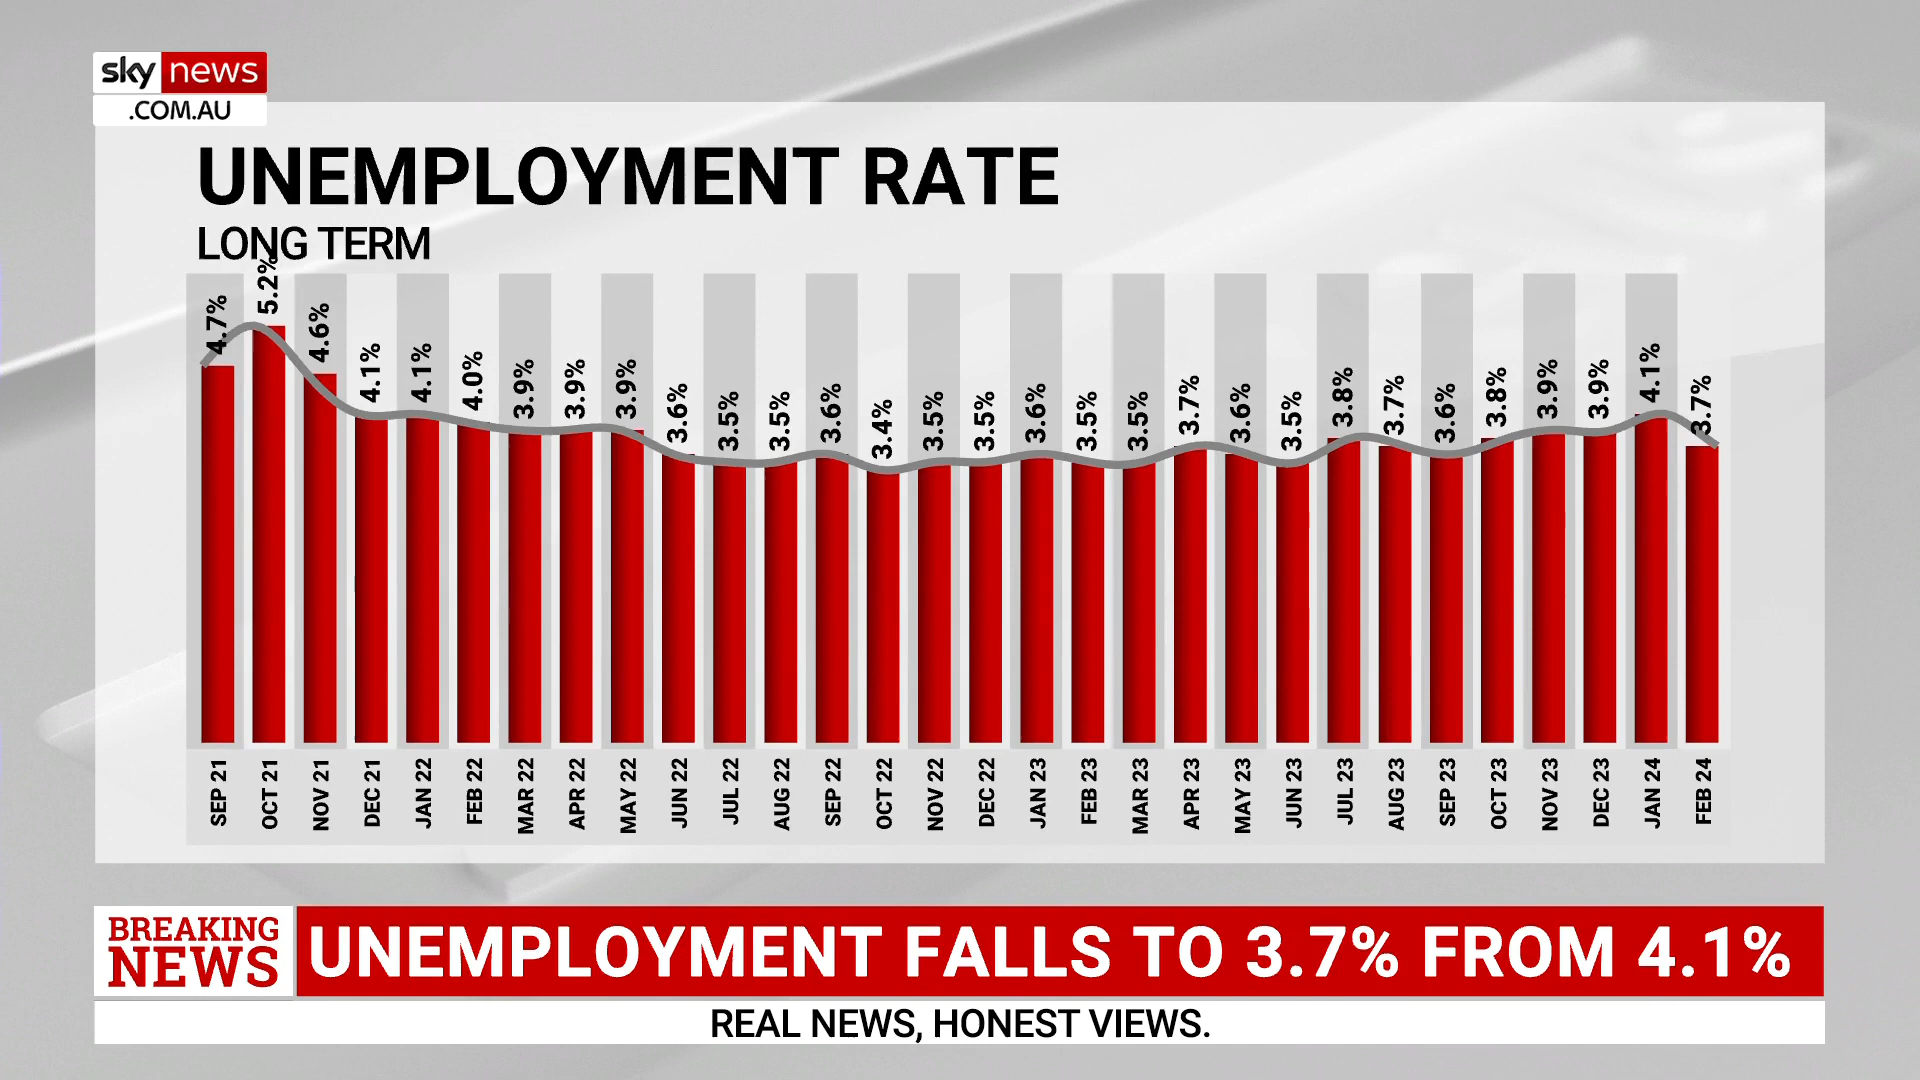 sky news
.COM.AU
UNEMPLOYMENT RATE
LONG TERM
4.7% 5.2% 4.6% 4.1% 4.1% 4.0% 3.9% 3.9% 3.9% 3.6% 3.5% 3.5% 3.6% 3.4% 3.5% 3.5% 3.6% 3.5% 3.5% 3.7% 3.6% 3.5% 3.8% 3.7% 3.6% 3.8% 3.9% 3.9% 4.1% 3.7%
SEP 21 OCT 21 NOV 21 DEC 21 JAN 22 FEB 22 MAR 22 APR 22 MAY 22 JUN 22 JUL 22 AUG 22 SEP 22 OCT 22 NOV 22 DEC 22 JAN 23 FEB 23 MAR 23 APR 23 MAY 23 JUN 23 JUL 23 AUG 23 SEP 23 OCT 23 NOV 23 DEC 23 JAN 24 FEB 24
BREAKING
NEWS
UNEMPLOYMENT FALLS TO 3.7% FROM 4.1%
REAL NEWS, HONEST VIEWS.